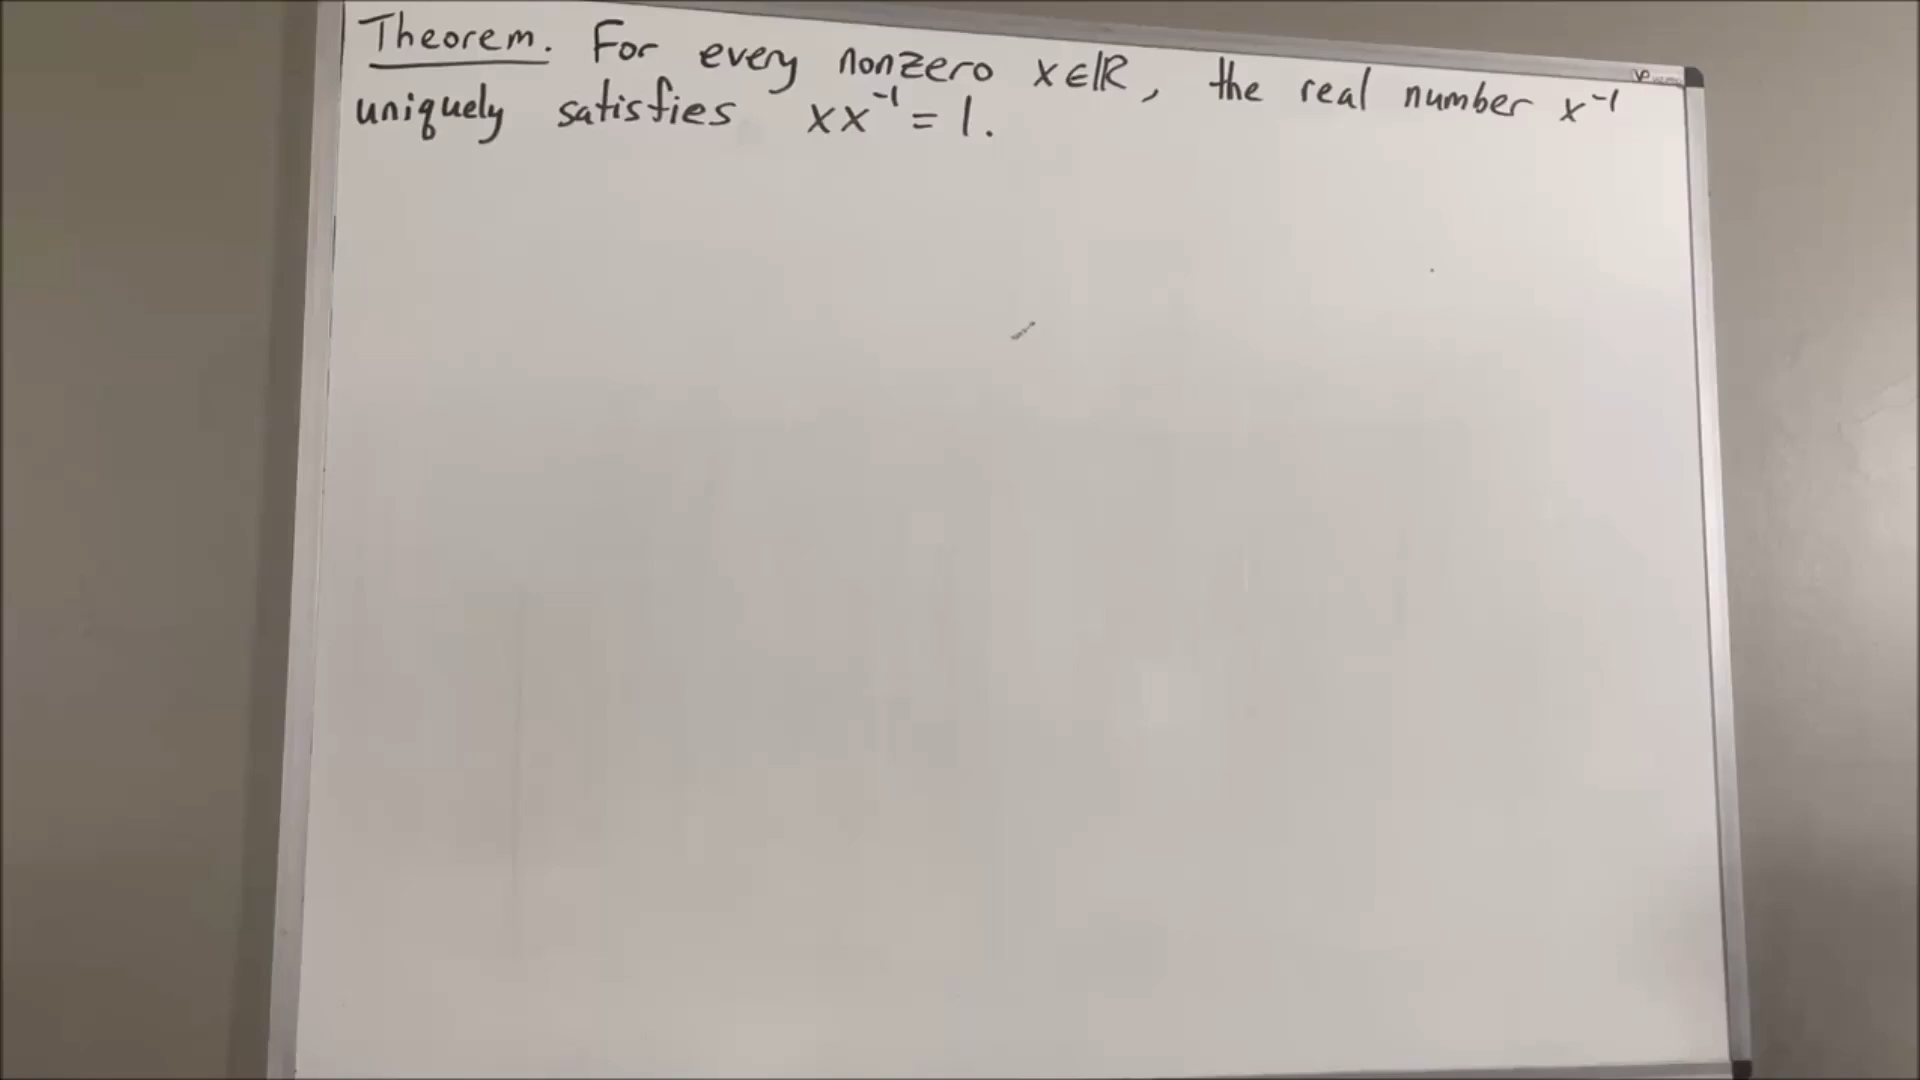 Theorem. For every nonzero x∈ℝ, the real number x⁻¹
uniquely satisfies xx⁻¹ = 1.